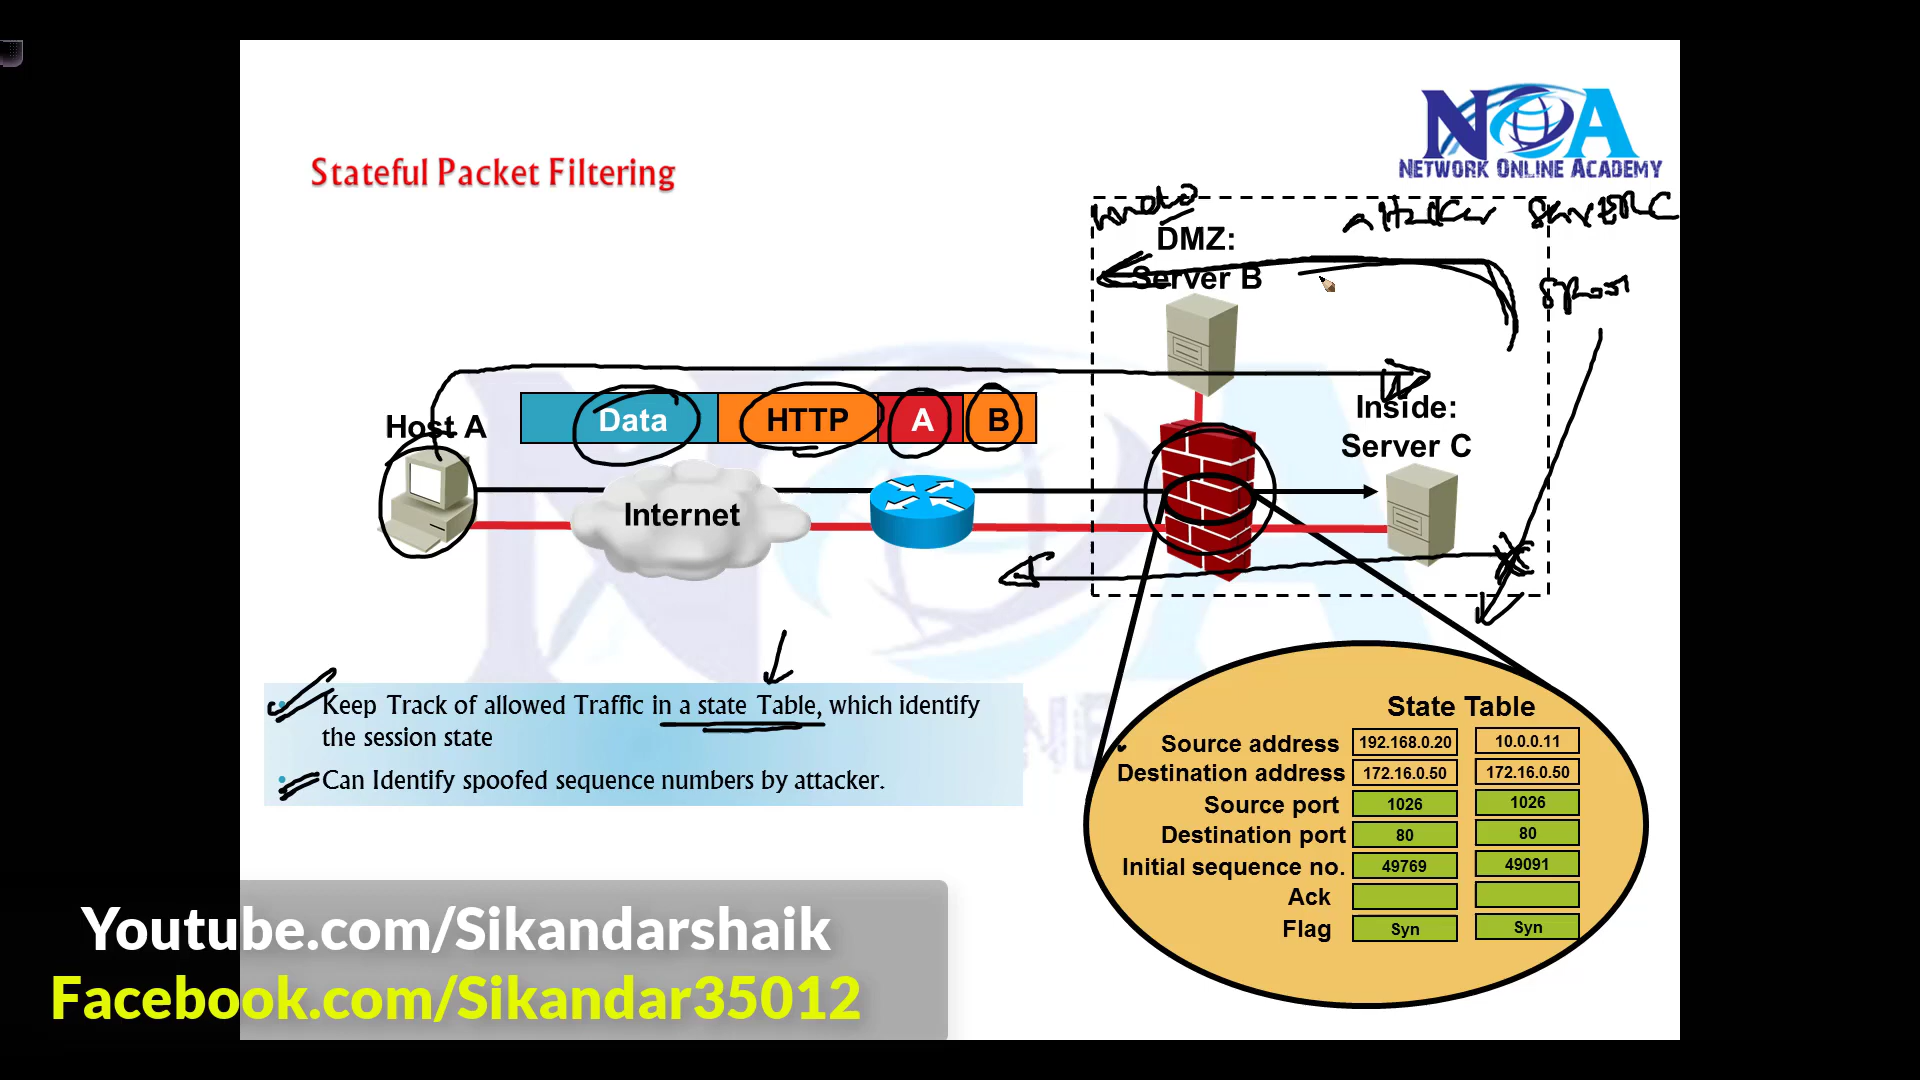 NOA
NETWORK ONLINE ACADEMY
Stateful Packet Filtering
attacker Server C
DMZ:
Server B
Spoof
Host A
Data HTTP A B
Inside:
Server C
Internet
Keep Track of allowed Traffic in a state Table, which identify
the session state
Can Identify spoofed sequence numbers by attacker.
State Table
Source address 192.168.0.20 10.0.0.11
Destination address 172.16.0.50 172.16.0.50
Source port 1026 1026
Destination port 80 80
Initial sequence no. 49769 49091
Ack
Flag Syn Syn
Youtube.com/Sikandarshaik
Facebook.com/Sikandar35012